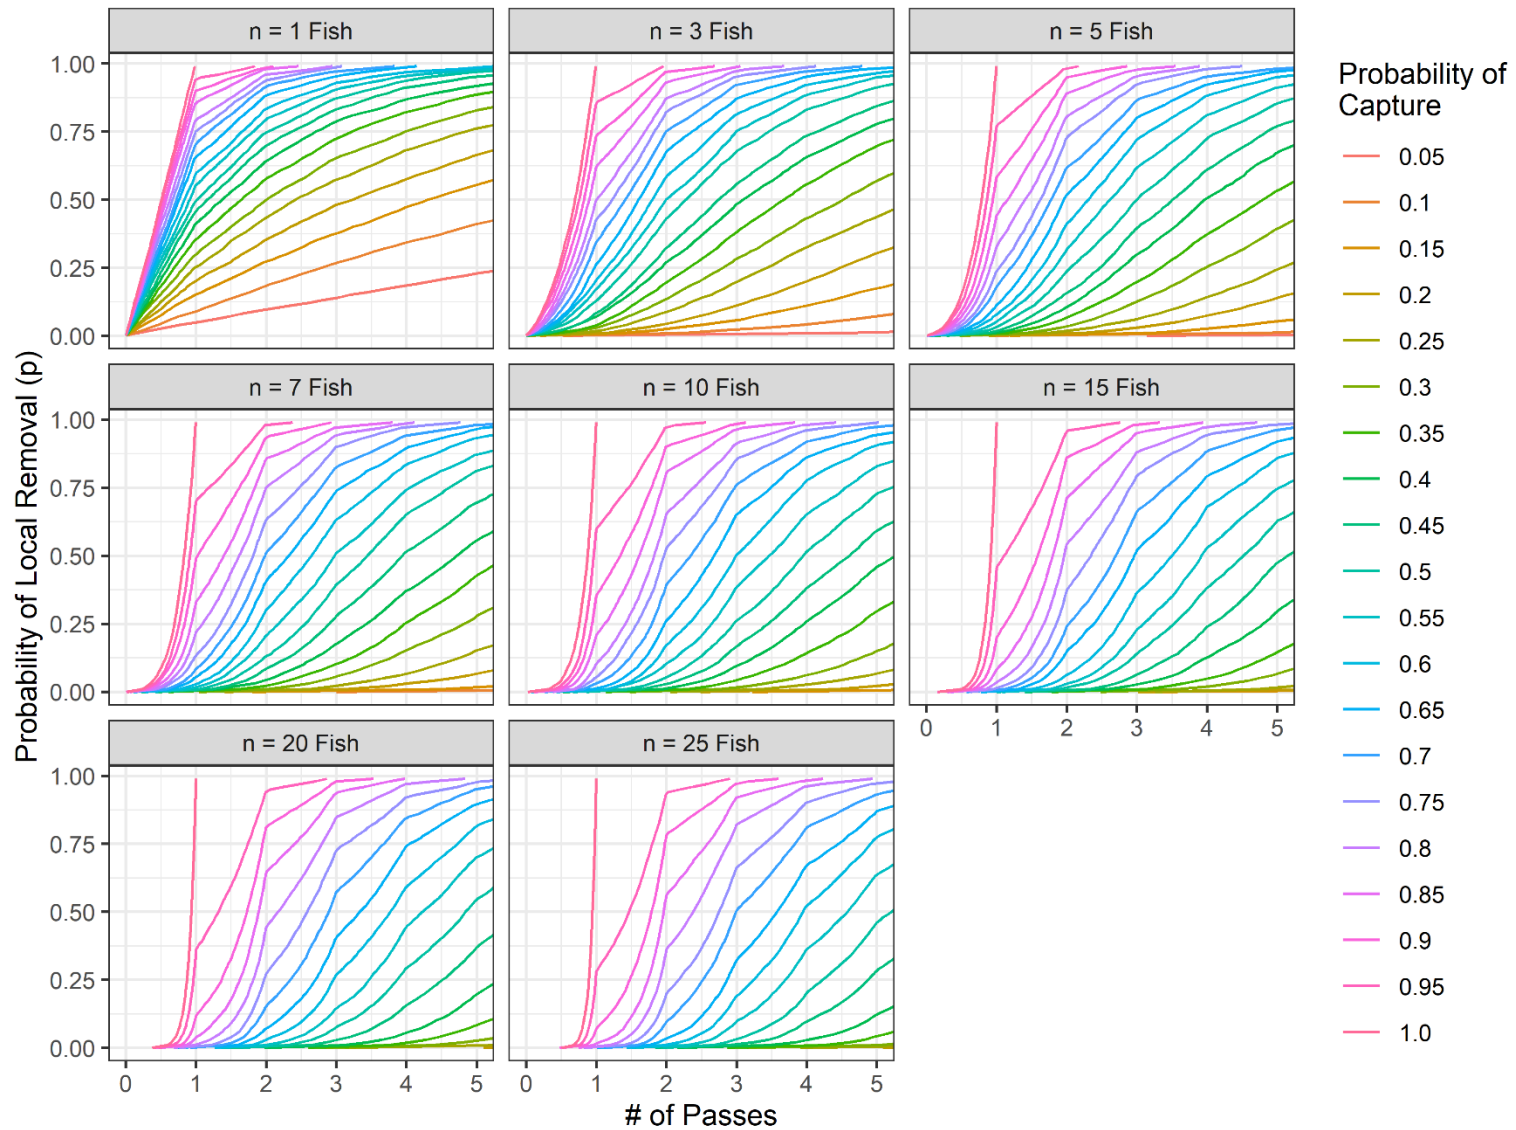 n = 1 Fish
n = 3 Fish
n = 5 Fish
1.00
0.75
0.50
0.25
0.00
n = 7 Fish
n = 10 Fish
n = 15 Fish
1.00
0.75
0.50
0.25
0.00
0 1 2 3 4 5
n = 20 Fish
n = 25 Fish
1.00
0.75
0.50
0.25
0.00
0 1 2 3 4 5
0 1 2 3 4 5
Probability of Local Removal (p)
# of Passes
Probability of
Capture
0.05
0.1
0.15
0.2
0.25
0.3
0.35
0.4
0.45
0.5
0.55
0.6
0.65
0.7
0.75
0.8
0.85
0.9
0.95
1.0